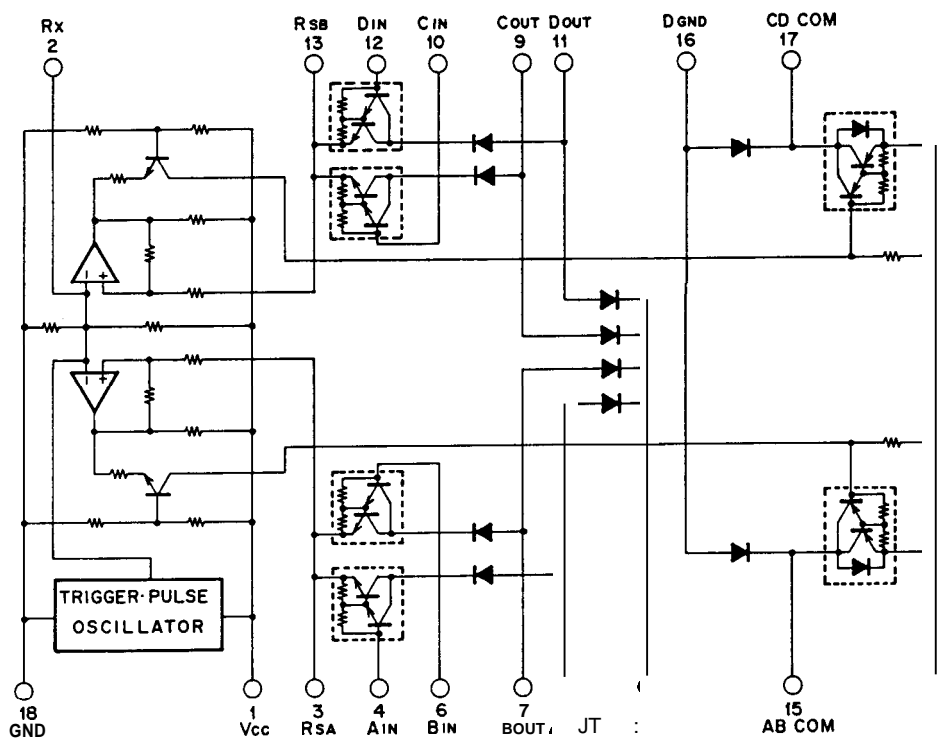 Rx
2
RSB
13
DIN
12
CIN
10
COUT
9
DOUT
11
DGND
16
CD COM
17
- +
- +
TRIGGER-PULSE
OSCILLATOR
18
GND
1
Vcc
3
RSA
4
AIN
6
BIN
7
BOUT
JT
15
AB COM